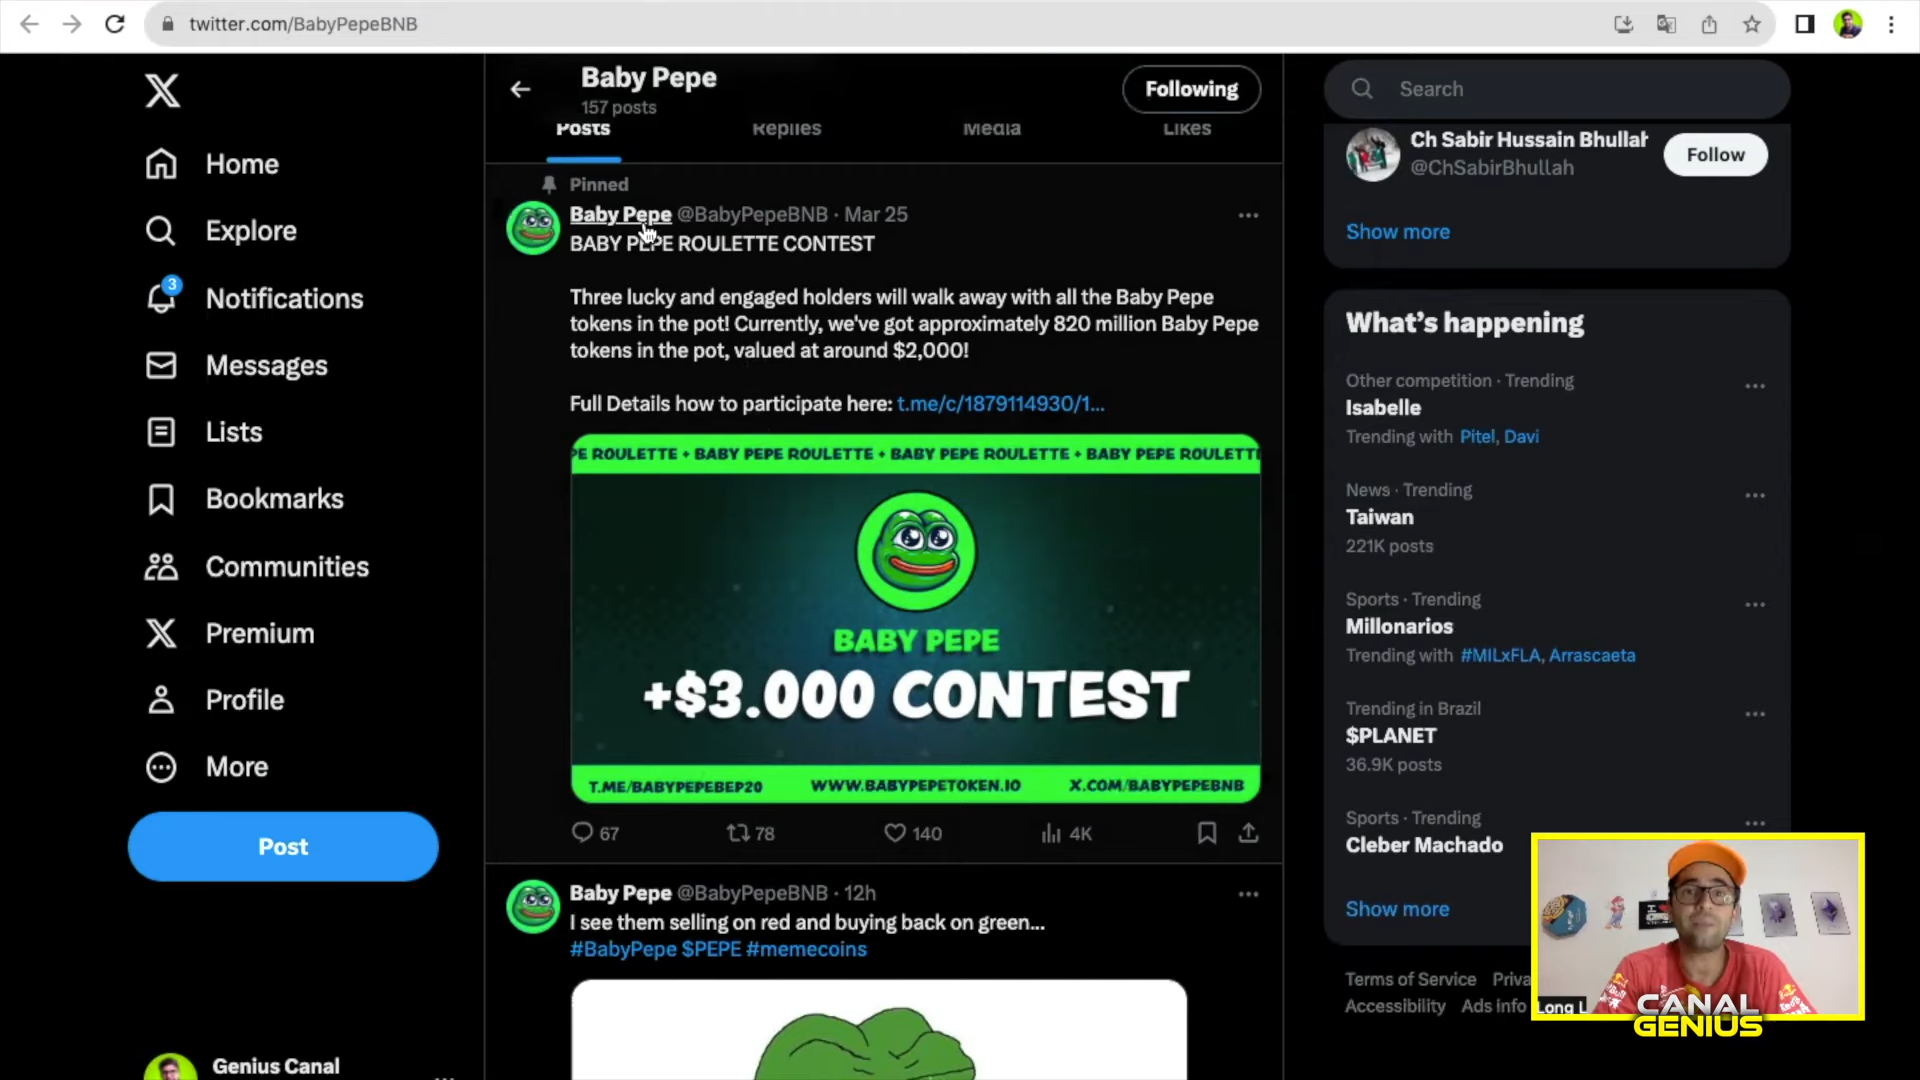 twitter.com/BabyPepeBNB
Home
Explore
3
Notifications
Messages
Lists
Bookmarks
Communities
Premium
Profile
More
Post
Genius Canal
Baby Pepe
157 posts
Following
Posts
Replies
Media
Likes
Pinned
Baby Pepe @BabyPepeBNB · Mar 25
BABY PEPE ROULETTE CONTEST
Three lucky and engaged holders will walk away with all the Baby Pepe
tokens in the pot! Currently, we've got approximately 820 million Baby Pepe
tokens in the pot, valued at around $2,000!
Full Details how to participate here: t.me/c/1879114930/1...
PE ROULETTE + BABY PEPE ROULETTE + BABY PEPE ROULETTE + BABY PEPE ROULETT
BABY PEPE
+$3.000 CONTEST
T.ME/BABYPEPEBEP20 WWW.BABYPEPETOKEN.IO X.COM/BABYPEPEBNB
67 78 140 4K
Baby Pepe @BabyPepeBNB · 12h
I see them selling on red and buying back on green...
#BabyPepe $PEPE #memecoins
Search
Ch Sabir Hussain Bhullah
@ChSabirBhullah
Follow
Show more
What's happening
Other competition · Trending
Isabelle
Trending with Pitel, Davi
News · Trending
Taiwan
221K posts
Sports · Trending
Millonarios
Trending with #MILxFLA, Arrascaeta
Trending in Brazil
$PLANET
36.9K posts
Sports · Trending
Cleber Machado
Show more
Terms of Service Priva
Accessibility Ads info
Long L
CANAL
GENIUS